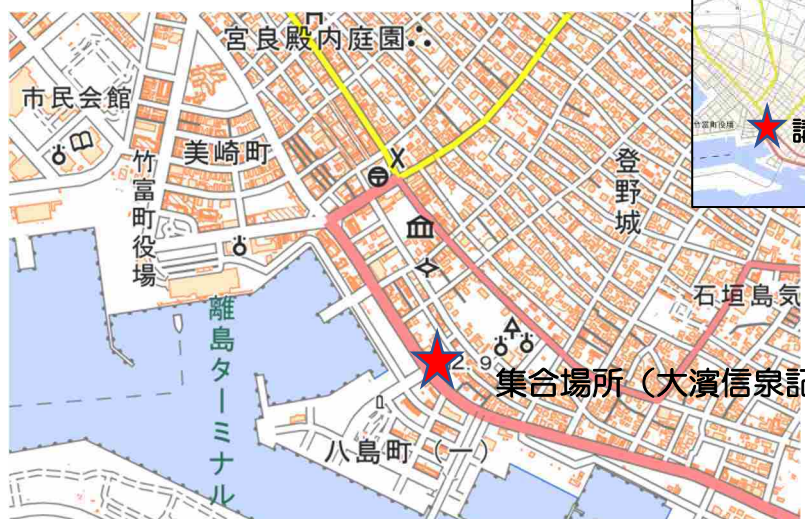 宮良殿内庭園
市民会館
美崎町
竹富町役場
登野城
石垣島気
離島ターミナル
2.9
集合場所（大濱信泉記
八島町（一）
竹富町役場